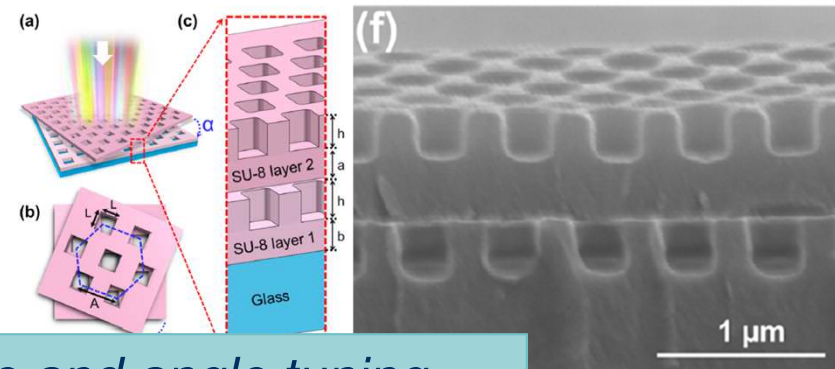 (a)
(c)
(f)
α
h
SU-8 layer 2
a
h
(b)
L
L
SU-8 layer 1
b
A
Glass
1 μm
and angle tuning